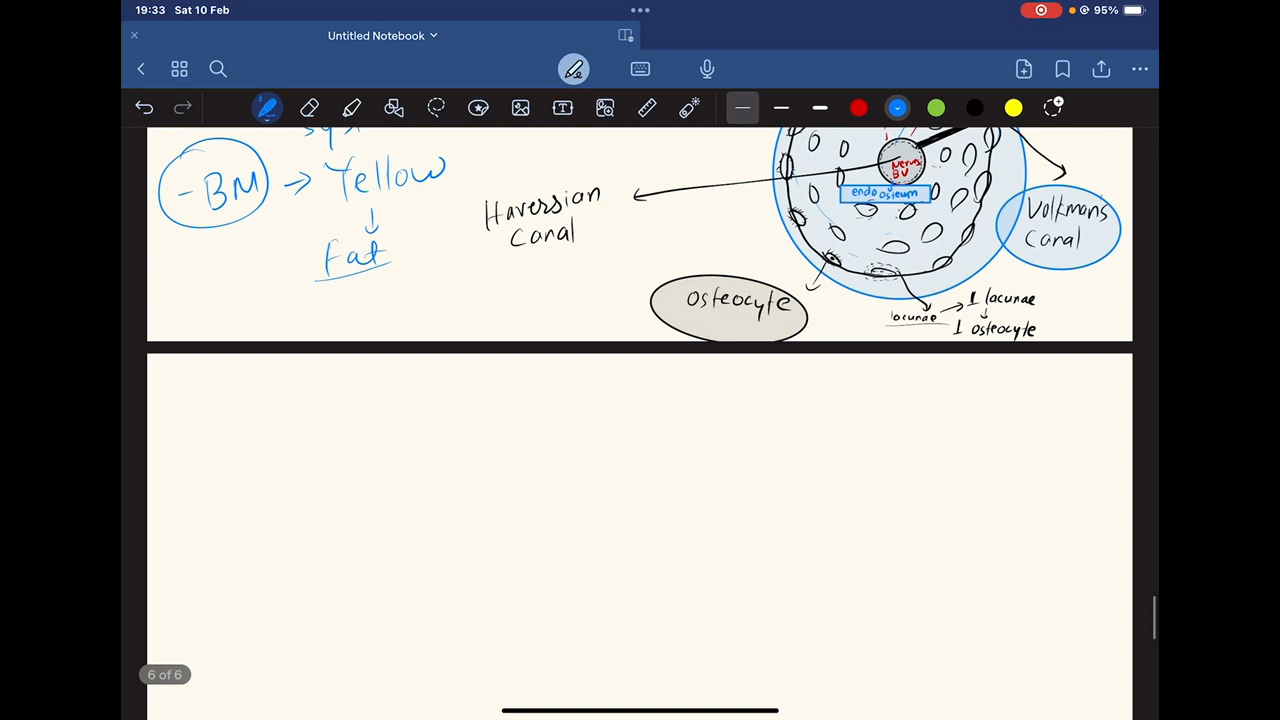 19:33 Sat 10 Feb
95%
Untitled Notebook
-BM → Yellow
↓
Fat
Haversian
Canal
Nerves
BV
endosteum
Volkmans
Canal
Osteocyte
locunae → 1 lacunae
↓
1 osteocyte
6 of 6